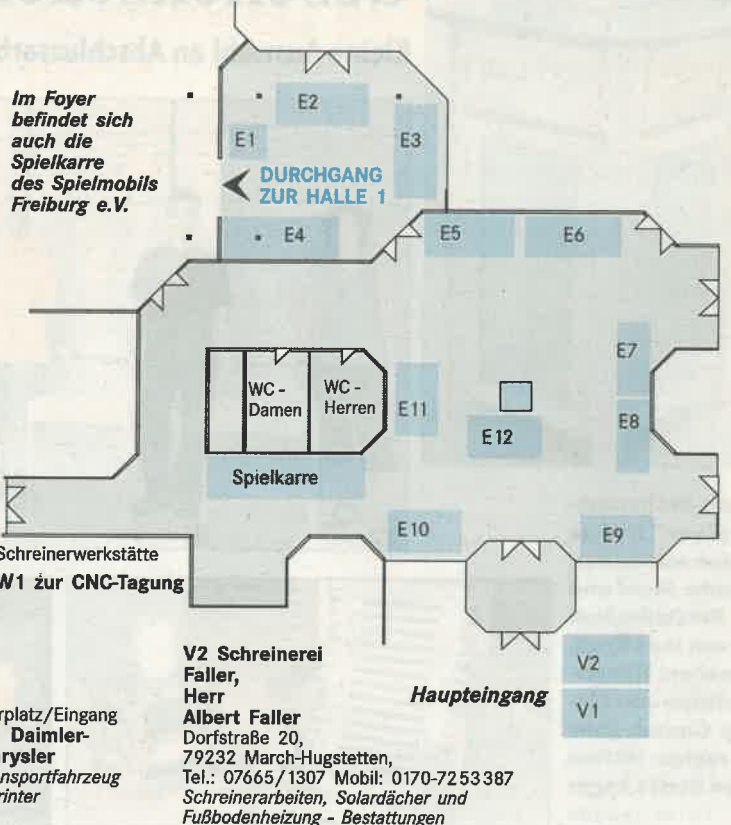 Im Foyer
befindet sich
auch die
Spielkarre
des Spielmobils
Freiburg e.V.
E1
E2
E3
DURCHGANG
ZUR HALLE 1
E4
E5
E6
E7
E8
WC -
Damen
WC -
Herren
E11
E12
Spielkarre
E10
E9
Schreinerwerkstätte
W1 zur CNC-Tagung
Haupteingang
V2
V1
rplatz/Eingang
Daimler-
rysler
nsportfahrzeug
rinter
V2 Schreinerei
Faller,
Herr
Albert Faller
Dorfstraße 20,
79232 March-Hugstetten,
Tel.: 07665/1307 Mobil: 0170-7253387
Schreinerarbeiten, Solardächer und
Fußbodenheizung - Bestattungen